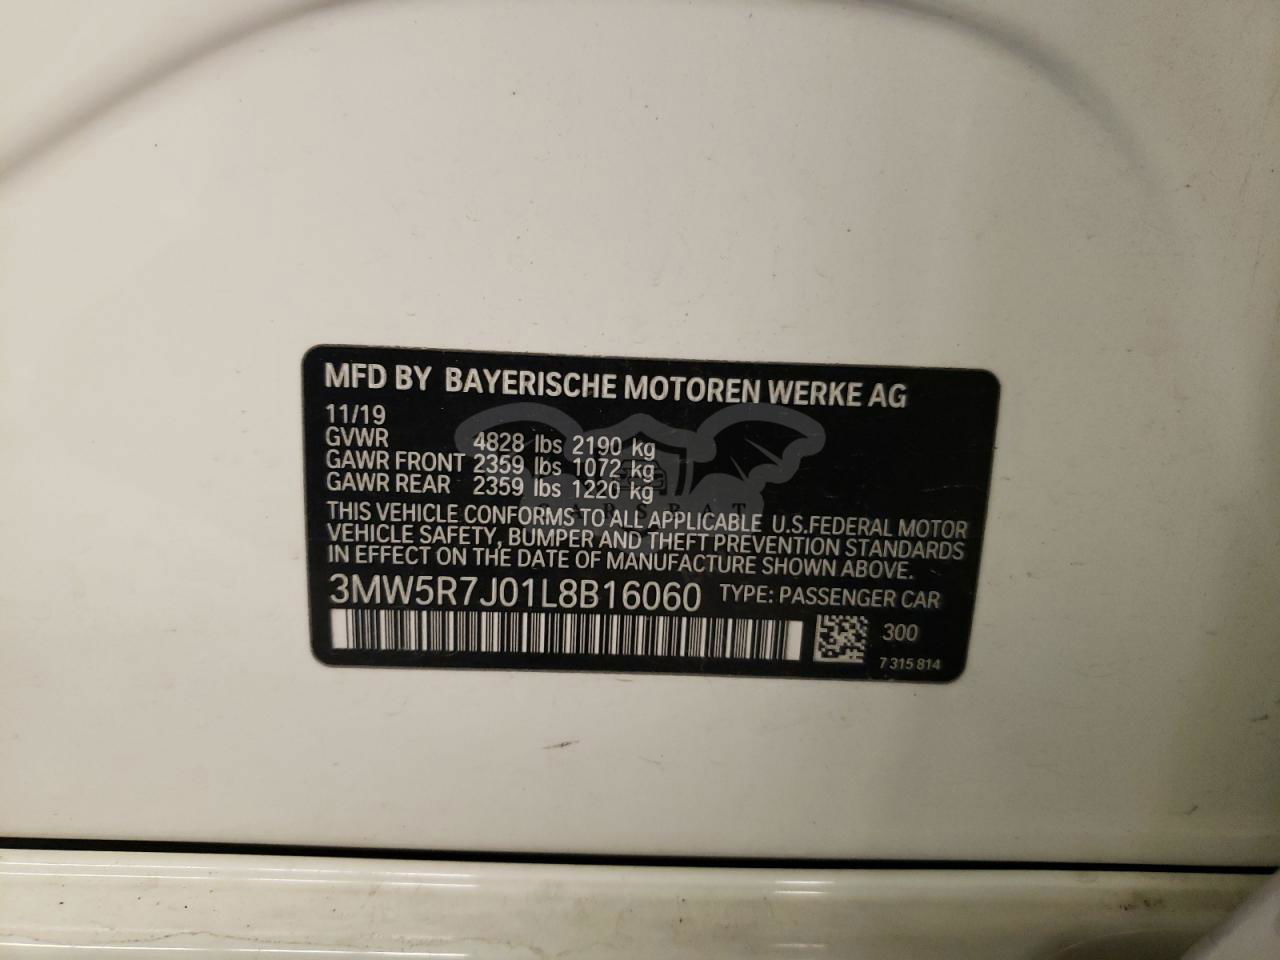 MFD BY BAYERISCHE MOTOREN WERKE AG
11/19
GVWR 4828 lbs 2190 kg
GAWR FRONT 2359 lbs 1072 kg
GAWR REAR 2359 lbs 1220 kg
THIS VEHICLE CONFORMS TO ALL APPLICABLE U.S.FEDERAL MOTOR
VEHICLE SAFETY, BUMPER AND THEFT PREVENTION STANDARDS
IN EFFECT ON THE DATE OF MANUFACTURE SHOWN ABOVE.
3MW5R7J01L8B16060 TYPE: PASSENGER CAR
300
7 315 814